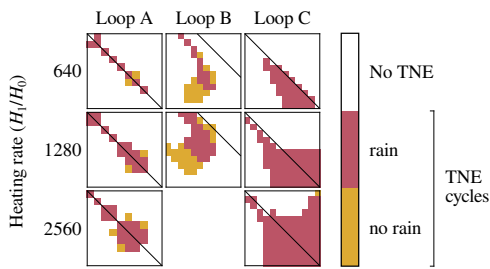 Loop A Loop B Loop C
Heating rate (H₁/H₀)
640
1280
2560
No TNE
rain
no rain
TNE
cycles